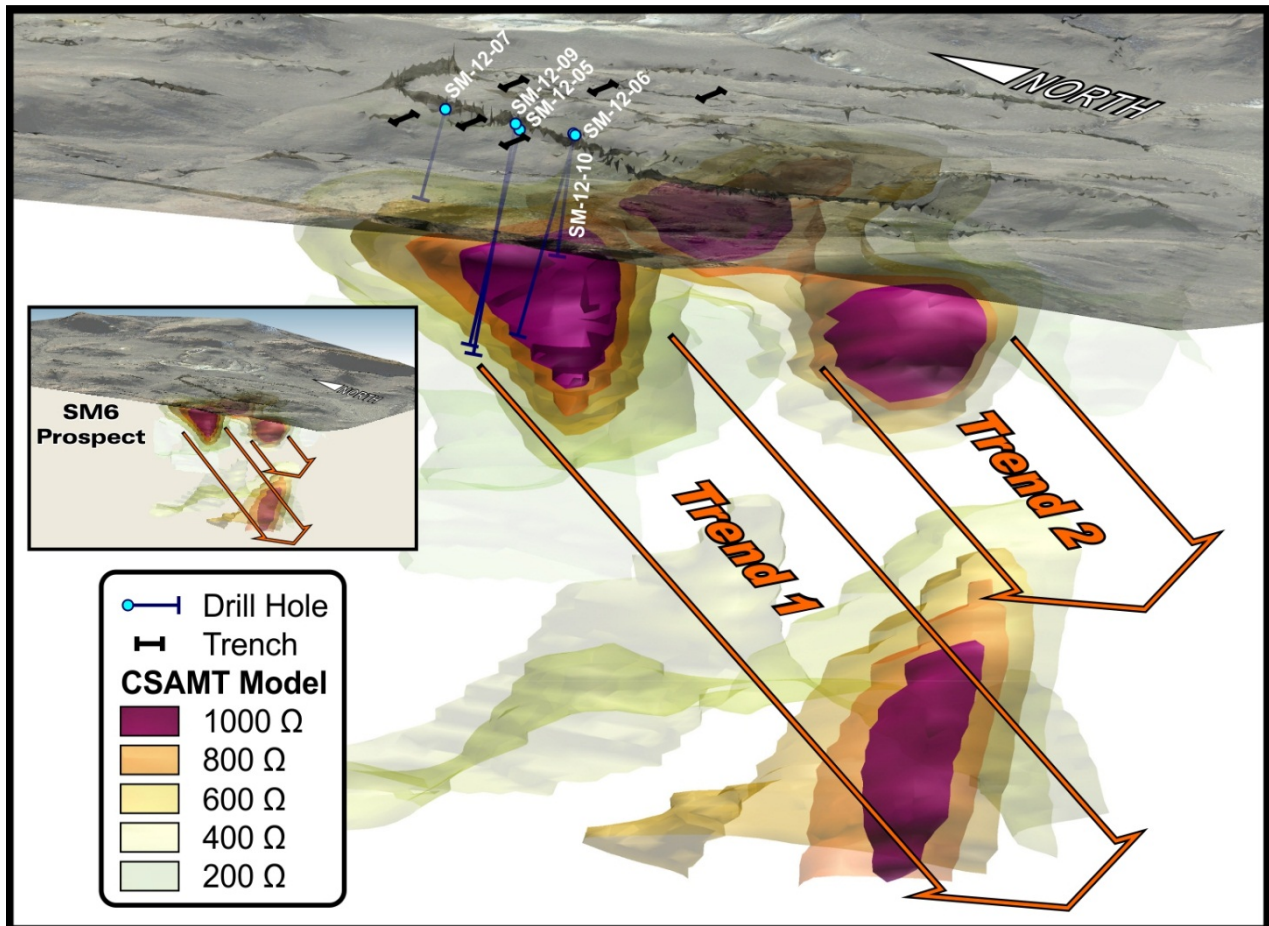 SM-12-07
SM-12-09
SM-12-05
SM-12-06
SM-12-10
NORTH
NORTH
SM6
Prospect
Trend 1
Trend 2
Drill Hole
Trench
CSAMT Model
1000 Ω
800 Ω
600 Ω
400 Ω
200 Ω